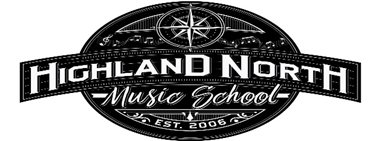 HIGHLAND NORTH
Music School
EST. 2006